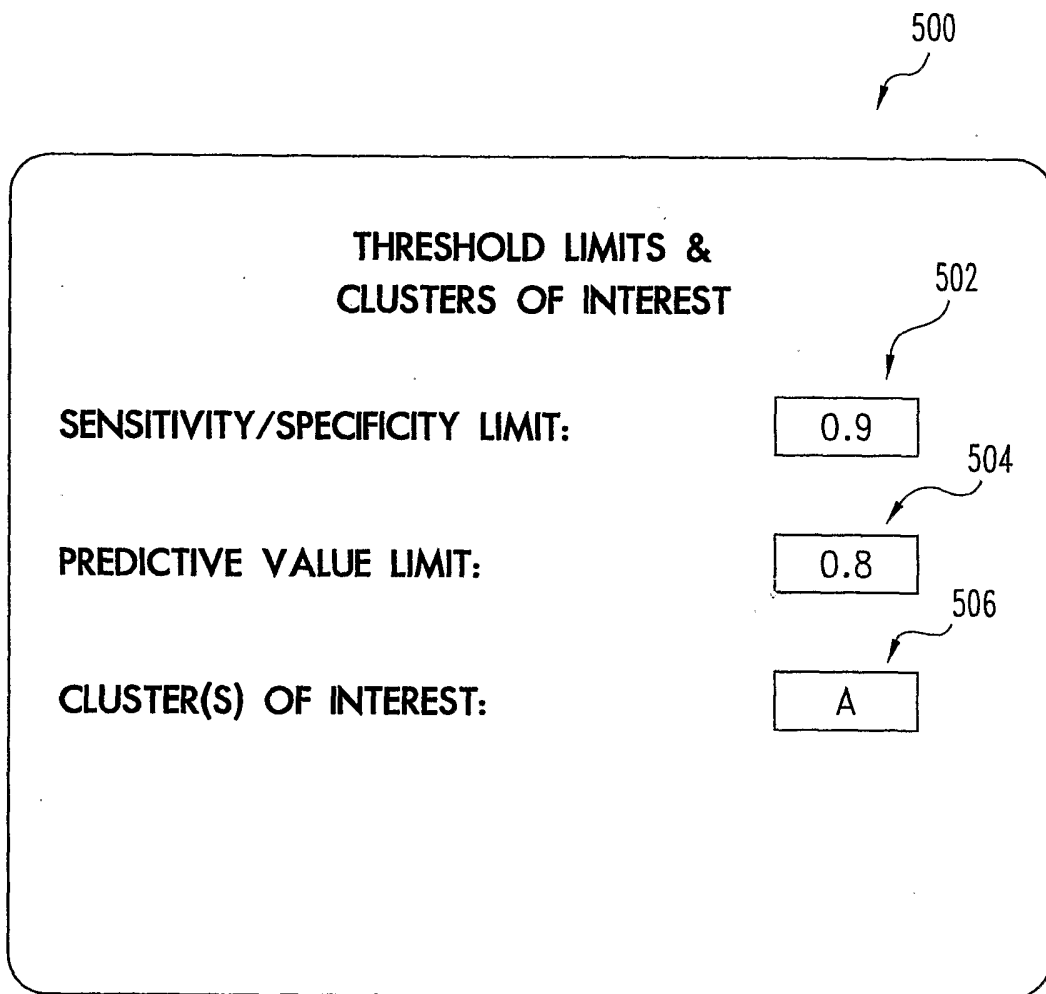 500
THRESHOLD LIMITS &
CLUSTERS OF INTEREST
502
SENSITIVITY/SPECIFICITY LIMIT:
0.9
504
PREDICTIVE VALUE LIMIT:
0.8
506
CLUSTER(S) OF INTEREST:
A